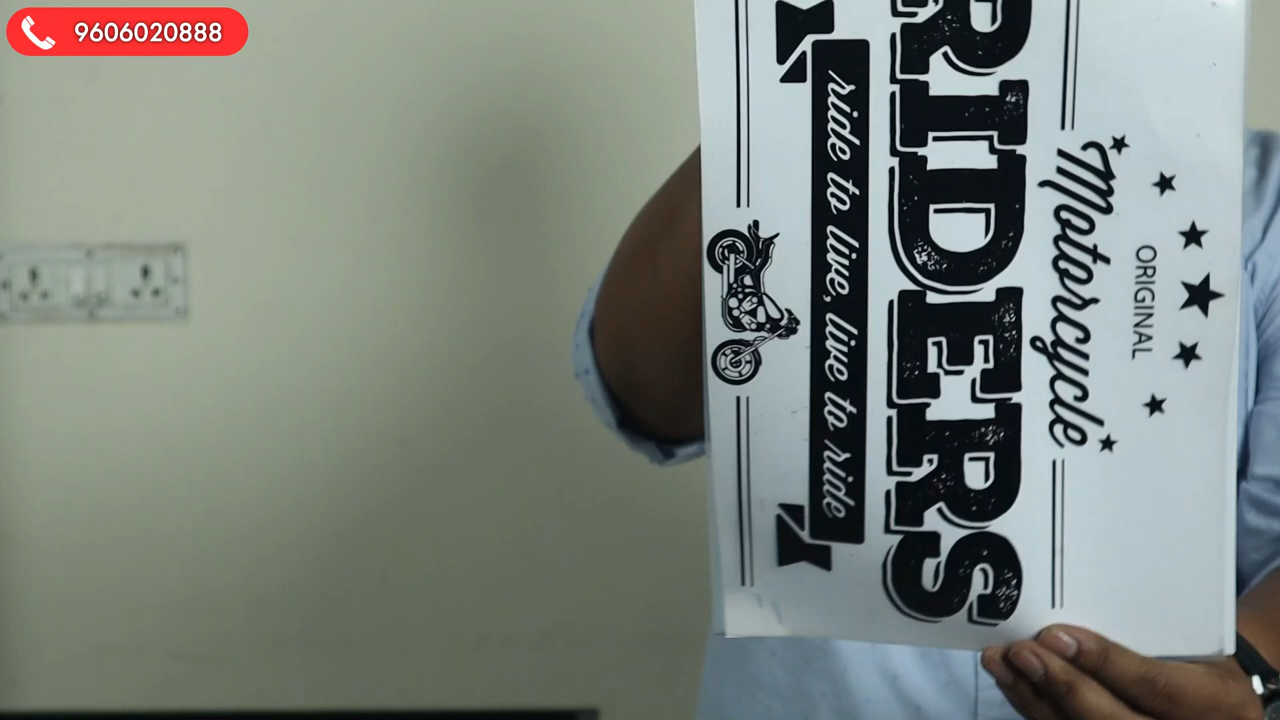 9606020888
ORIGINAL
Motorcycle
RIDERS
ride to live, live to ride